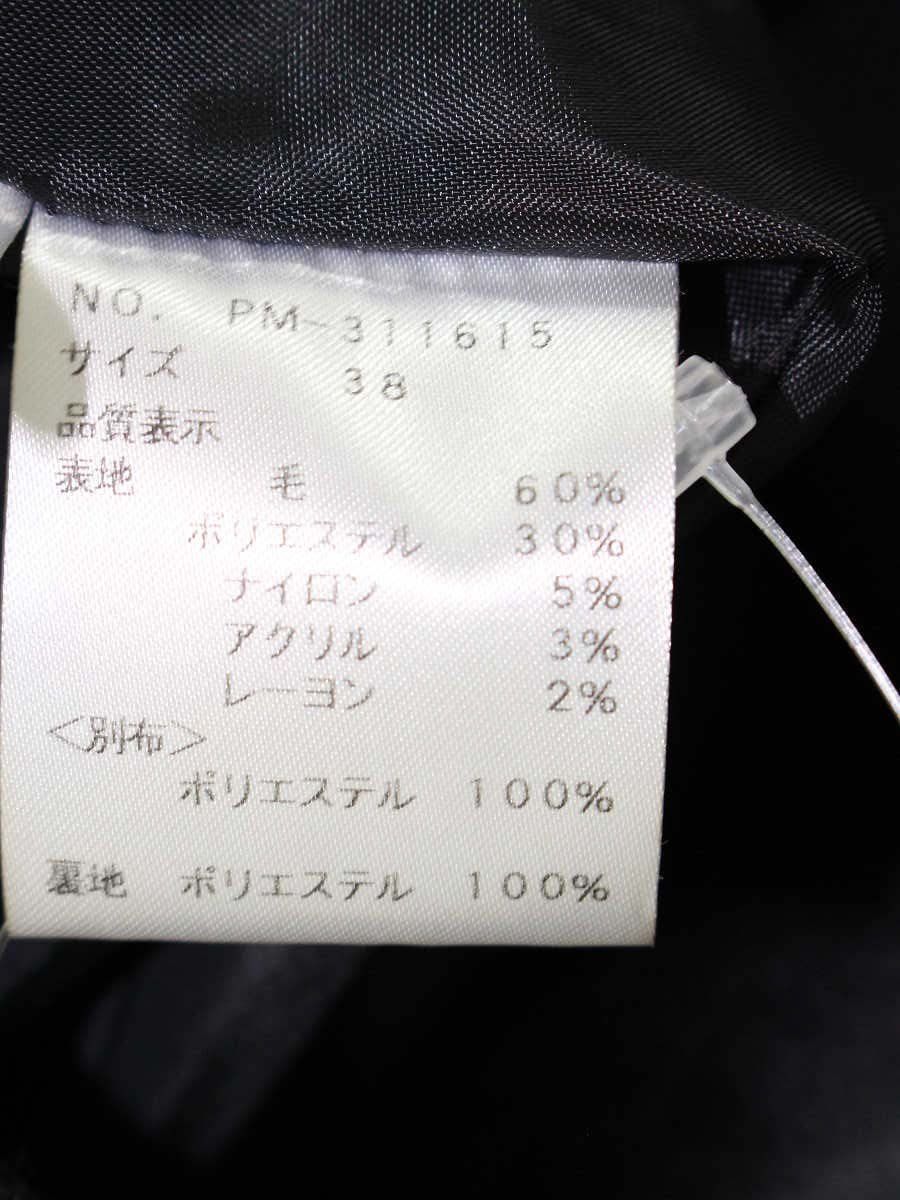 NO. PM-311615
サイズ 38
品質表示
表地 毛 60%
ポリエステル 30%
ナイロン 5%
アクリル 3%
レーヨン 2%
<別布>
ポリエステル 100%
裏地 ポリエステル 100%